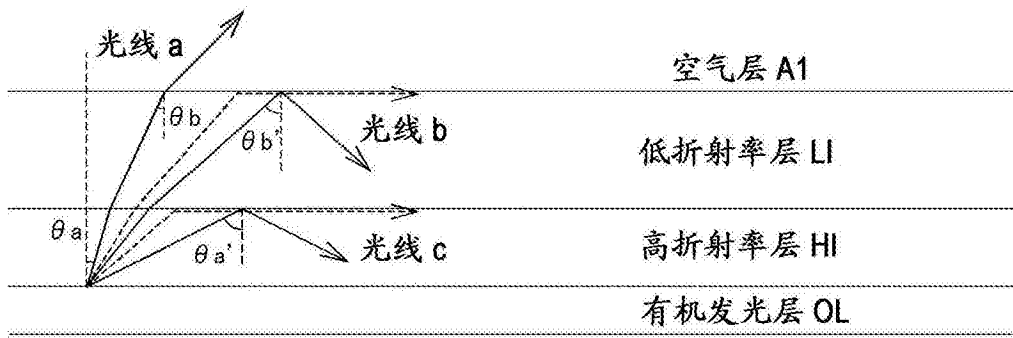 光线 a
空气层 A1
θb
θb'
光线 b
低折射率层 LI
θa
θa'
光线 c
高折射率层 HI
有机发光层 OL